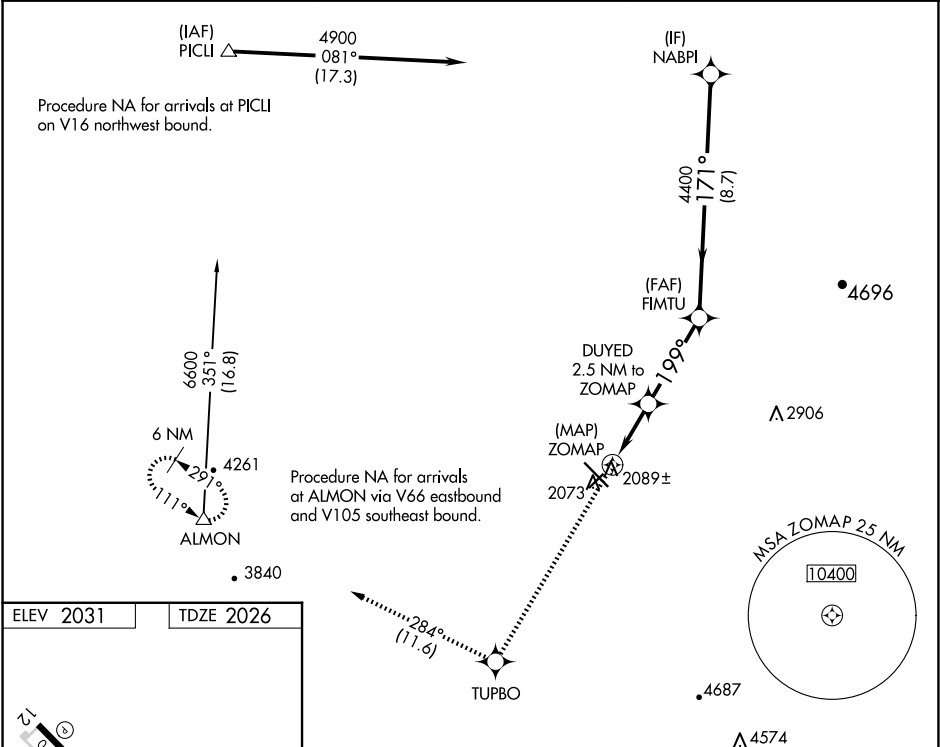 (IAF)
PICLI
4900
081°
(17.3)
(IF)
NABPI
Procedure NA for arrivals at PICLI
on V16 northwest bound.
4400
171°
(8.7)
(FAF)
FIMTU
4696
199°
DUYED
2.5 NM to
ZOMAP
2906
(MAP)
ZOMAP
2089±
2073
6600
351°
(16.8)
6 NM
4261
291°
111°
ALMON
Procedure NA for arrivals
at ALMON via V66 eastbound
and V105 southeast bound.
3840
MSA ZOMAP 25 NM
10400
ELEV 2031
TDZE 2026
284°
(11.6)
TUPBO
4687
4574
12
P